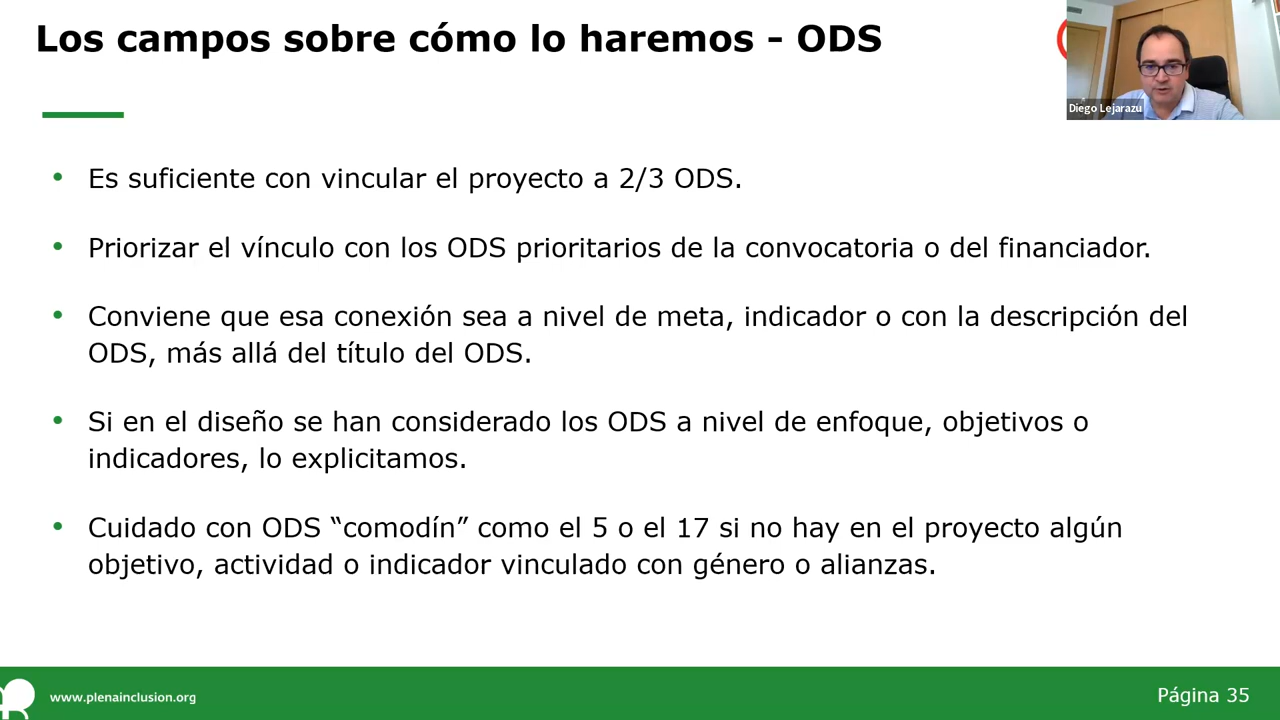 Los campos sobre cómo lo haremos - ODS
Diego Lejarazu
• Es suficiente con vincular el proyecto a 2/3 ODS.
• Priorizar el vínculo con los ODS prioritarios de la convocatoria o del financiador.
• Conviene que esa conexión sea a nivel de meta, indicador o con la descripción del
ODS, más allá del título del ODS.
• Si en el diseño se han considerado los ODS a nivel de enfoque, objetivos o
indicadores, lo explicitamos.
• Cuidado con ODS “comodín” como el 5 o el 17 si no hay en el proyecto algún
objetivo, actividad o indicador vinculado con género o alianzas.
www.plenainclusion.org
Página 35